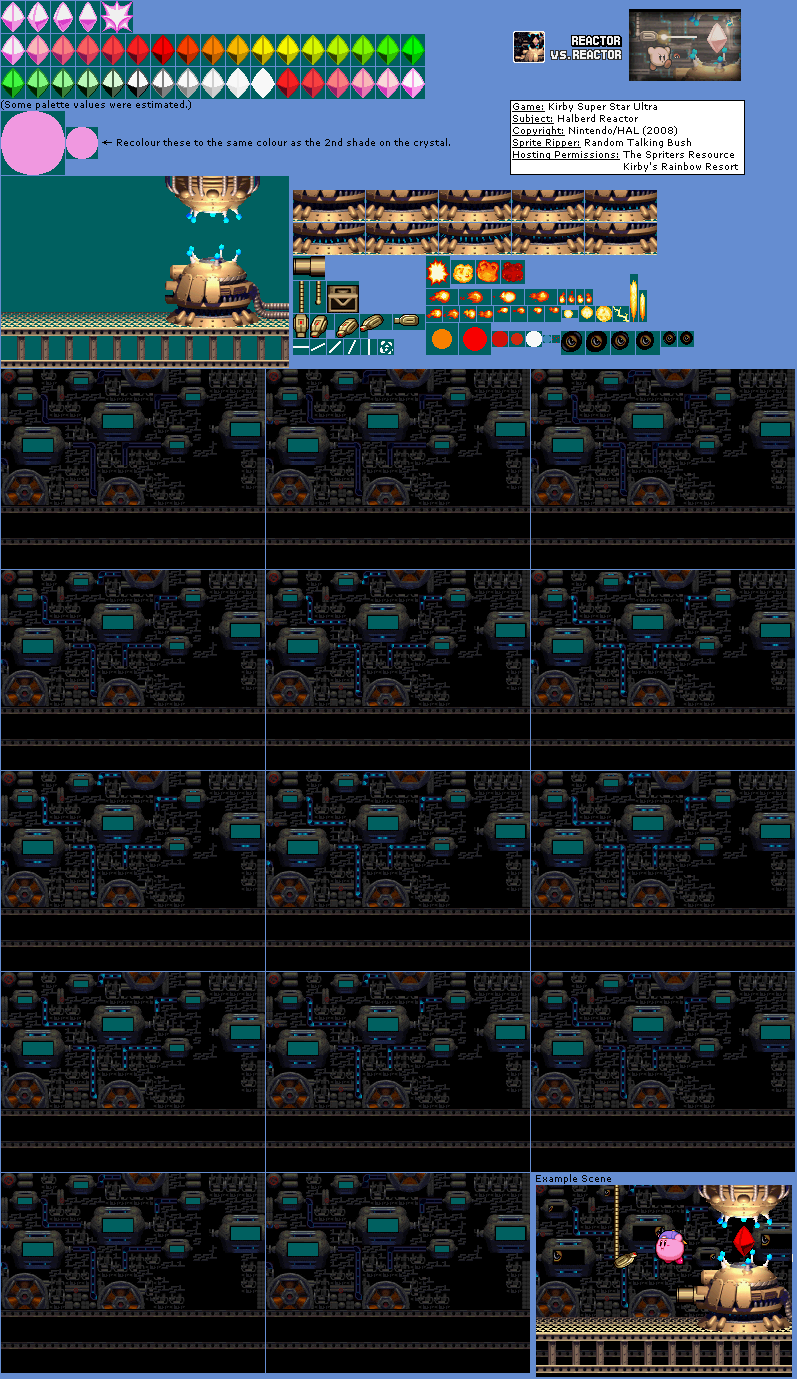 REACTOR
VS.REACTOR
(Some palette values were estimated.)
Game: Kirby Super Star Ultra
Subject: Halberd Reactor
Copyright: Nintendo/HAL (2008)
Sprite Ripper: Random Talking Bush
Hosting Permissions: The Spriters Resource
Kirby's Rainbow Resort
← Recolour these to the same colour as the 2nd shade on the crystal.
Example Scene